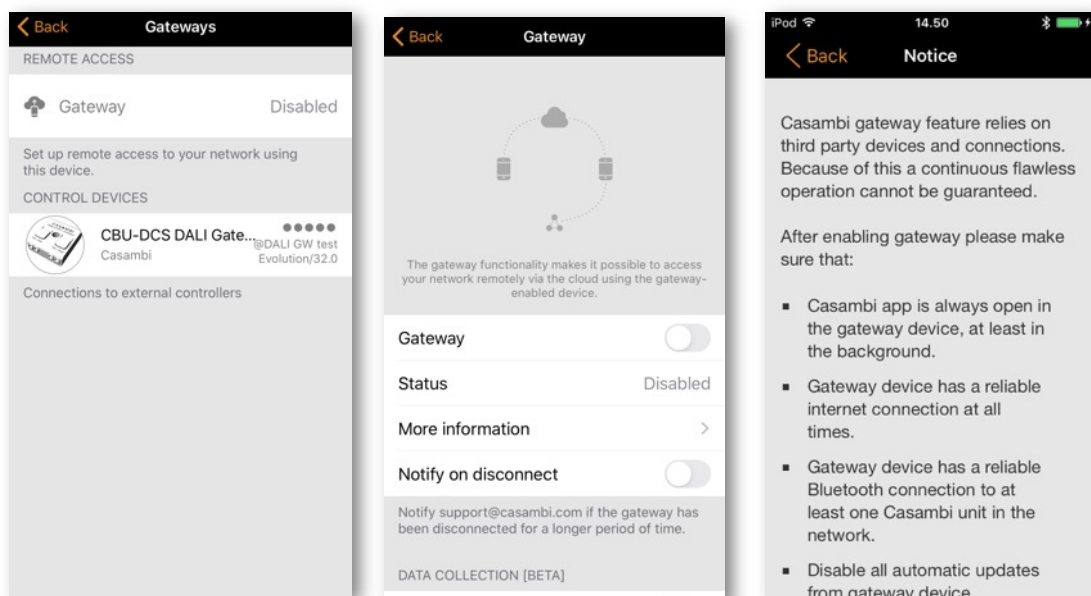 Back
Gateways
REMOTE ACCESS
Gateway
Disabled
Set up remote access to your network using
this device.
CONTROL DEVICES
CBU-DCS DALI Gate...
@DALI GW test
Casambi
Evolution/32.0
Connections to external controllers
Back
Gateway
The gateway functionality makes it possible to access
your network remotely via the cloud using the gateway-
enabled device.
Gateway
Status
Disabled
More information
Notify on disconnect
Notify support@casambi.com if the gateway has
been disconnected for a longer period of time.
DATA COLLECTION [BETA]
iPod
14.50
Back
Notice
Casambi gateway feature relies on
third party devices and connections.
Because of this a continuous flawless
operation cannot be guaranteed.
After enabling gateway please make
sure that:
▪ Casambi app is always open in
the gateway device, at least in
the background.
▪ Gateway device has a reliable
internet connection at all
times.
▪ Gateway device has a reliable
Bluetooth connection to at
least one Casambi unit in the
network.
▪ Disable all automatic updates
from gateway device